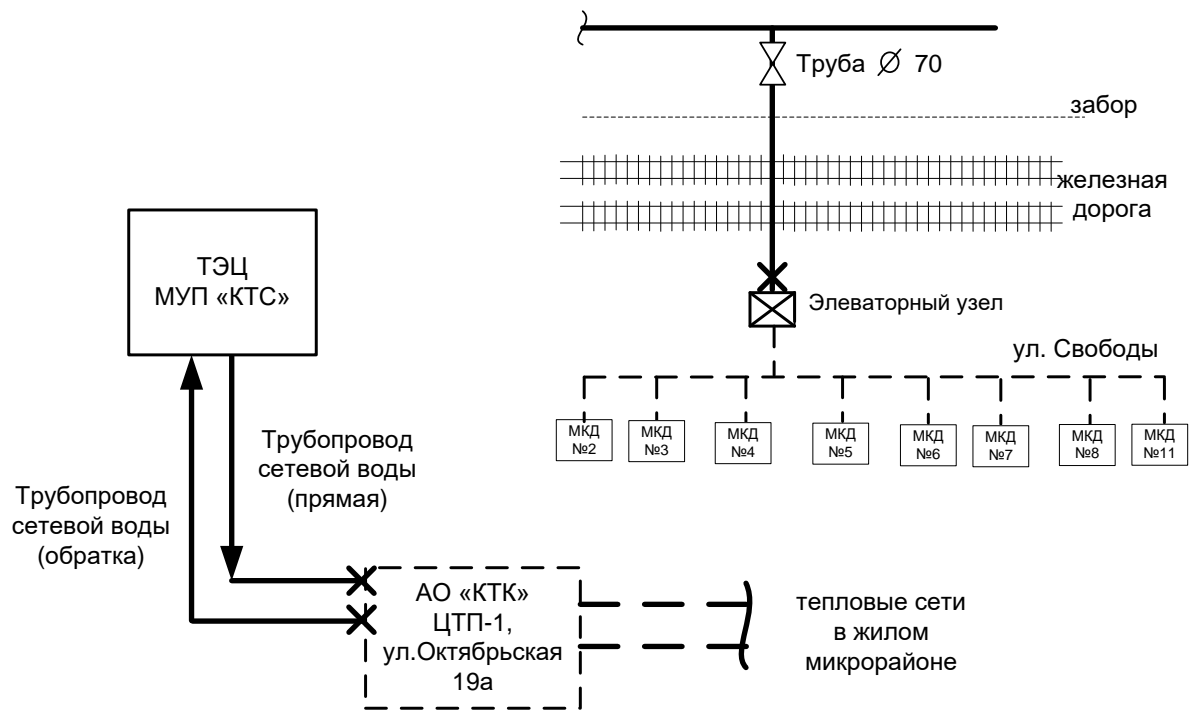 Труба ∅ 70
забор
железная
дорога
ТЭЦ
МУП «КТС»
Элеваторный узел
ул. Свободы
МКД
№2
МКД
№3
МКД
№4
МКД
№5
МКД
№6
МКД
№7
МКД
№8
МКД
№11
Трубопровод
сетевой воды
(прямая)
Трубопровод
сетевой воды
(обратка)
АО «КТК»
ЦТП-1,
ул.Октябрьская
19а
тепловые сети
в жилом
микрорайоне